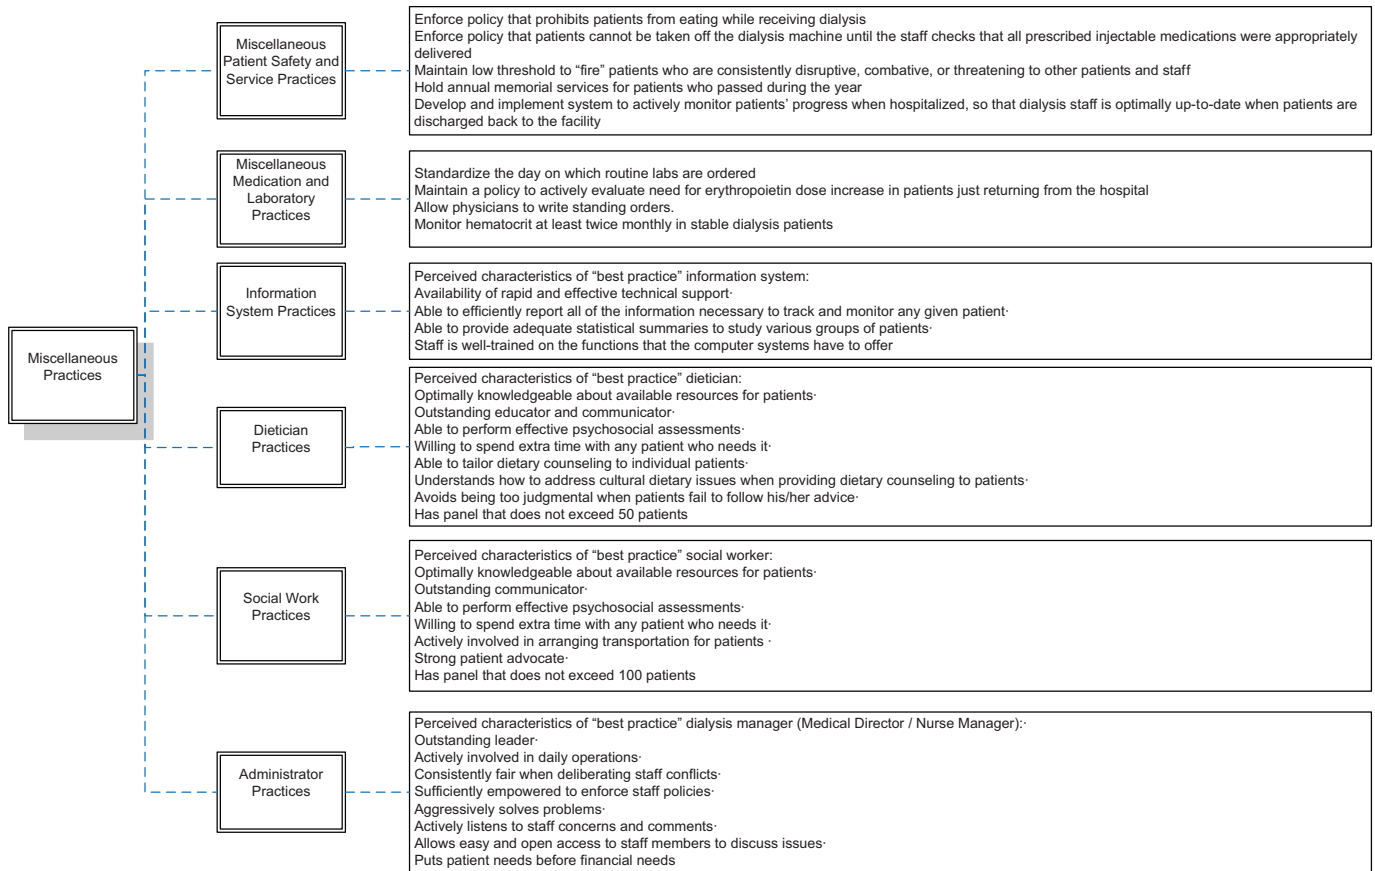 Miscellaneous
Practices
Miscellaneous
Patient Safety and
Service Practices
Enforce policy that prohibits patients from eating while receiving dialysis
Enforce policy that patients cannot be taken off the dialysis machine until the staff checks that all prescribed injectable medications were appropriately
delivered
Maintain low threshold to “fire” patients who are consistently disruptive, combative, or threatening to other patients and staff
Hold annual memorial services for patients who passed during the year
Develop and implement system to actively monitor patients’ progress when hospitalized, so that dialysis staff is optimally up-to-date when patients are
discharged back to the facility
Miscellaneous
Medication and
Laboratory
Practices
Standardize the day on which routine labs are ordered
Maintain a policy to actively evaluate need for erythropoietin dose increase in patients just returning from the hospital
Allow physicians to write standing orders.
Monitor hematocrit at least twice monthly in stable dialysis patients
Information
System Practices
Perceived characteristics of “best practice” information system:
Availability of rapid and effective technical support·
Able to efficiently report all of the information necessary to track and monitor any given patient·
Able to provide adequate statistical summaries to study various groups of patients·
Staff is well-trained on the functions that the computer systems have to offer
Dietician
Practices
Perceived characteristics of “best practice” dietician:
Optimally knowledgeable about available resources for patients·
Outstanding educator and communicator·
Able to perform effective psychosocial assessments·
Willing to spend extra time with any patient who needs it·
Able to tailor dietary counseling to individual patients·
Understands how to address cultural dietary issues when providing dietary counseling to patients·
Avoids being too judgmental when patients fail to follow his/her advice·
Has panel that does not exceed 50 patients
Social Work
Practices
Perceived characteristics of “best practice” social worker:
Optimally knowledgeable about available resources for patients·
Outstanding communicator·
Able to perform effective psychosocial assessments·
Willing to spend extra time with any patient who needs it·
Actively involved in arranging transportation for patients ·
Strong patient advocate·
Has panel that does not exceed 100 patients
Administrator
Practices
Perceived characteristics of “best practice” dialysis manager (Medical Director / Nurse Manager):·
Outstanding leader·
Actively involved in daily operations·
Consistently fair when deliberating staff conflicts·
Sufficiently empowered to enforce staff policies·
Aggressively solves problems·
Actively listens to staff concerns and comments·
Allows easy and open access to staff members to discuss issues·
Puts patient needs before financial needs